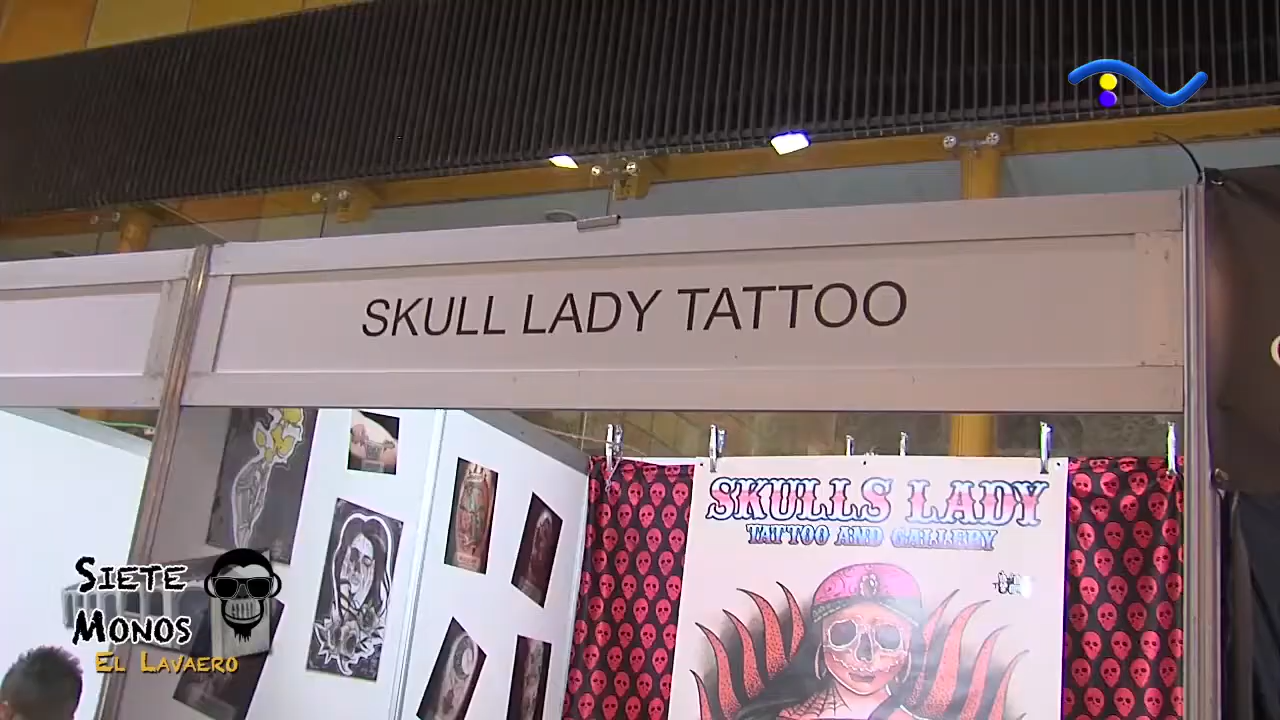 SKULL LADY TATTOO
SKULLS LADY
TATTOO AND GALLERY
SIETE
MONOS
EL LAVAERO